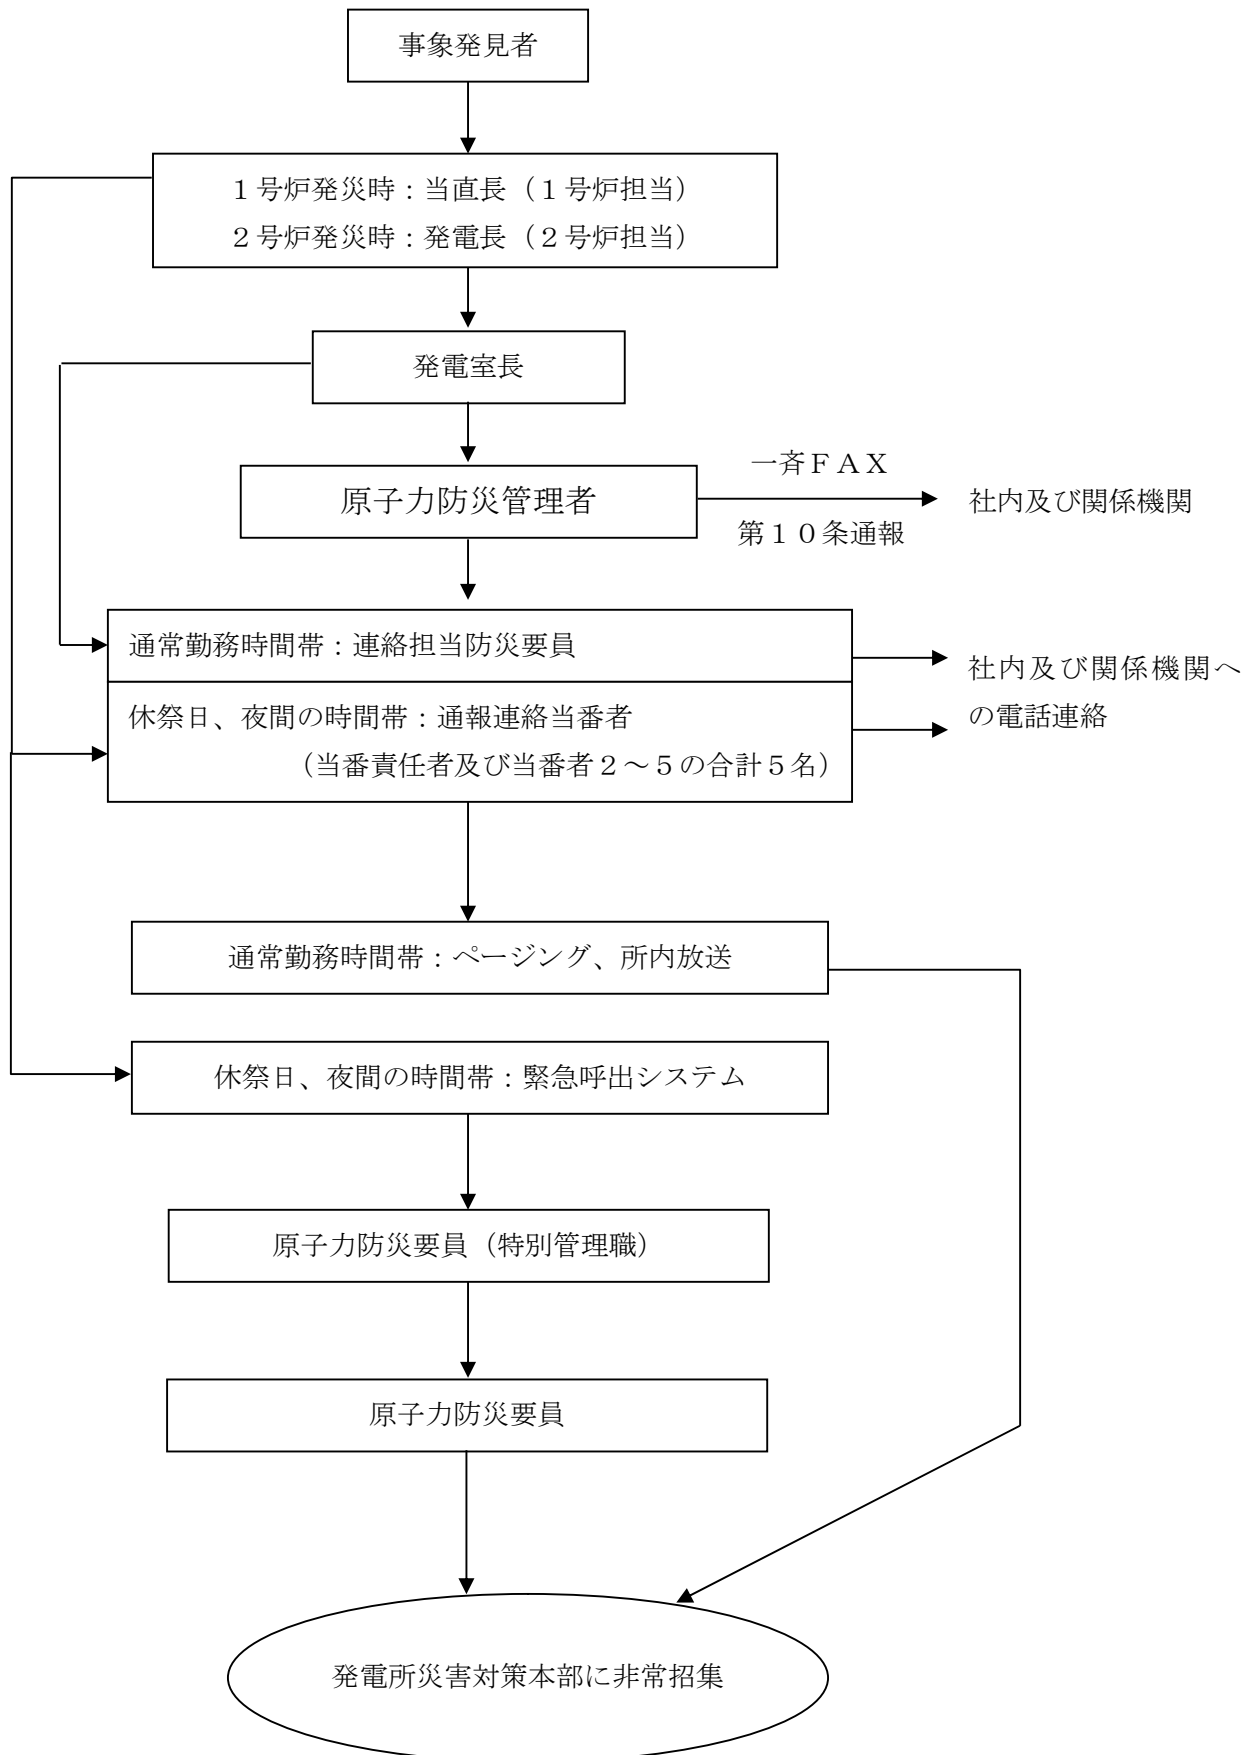 事象発見者
１号炉発災時：当直長（１号炉担当）
２号炉発災時：発電長（２号炉担当）
発電室長
原子力防災管理者
一斉ＦＡＸ
第１０条通報
社内及び関係機関
通常勤務時間帯：連絡担当防災要員
休祭日、夜間の時間帯：通報連絡当番者
（当番責任者及び当番者２～５の合計５名）
社内及び関係機関へ
の電話連絡
通常勤務時間帯：ページング、所内放送
休祭日、夜間の時間帯：緊急呼出システム
原子力防災要員（特別管理職）
原子力防災要員
発電所災害対策本部に非常招集